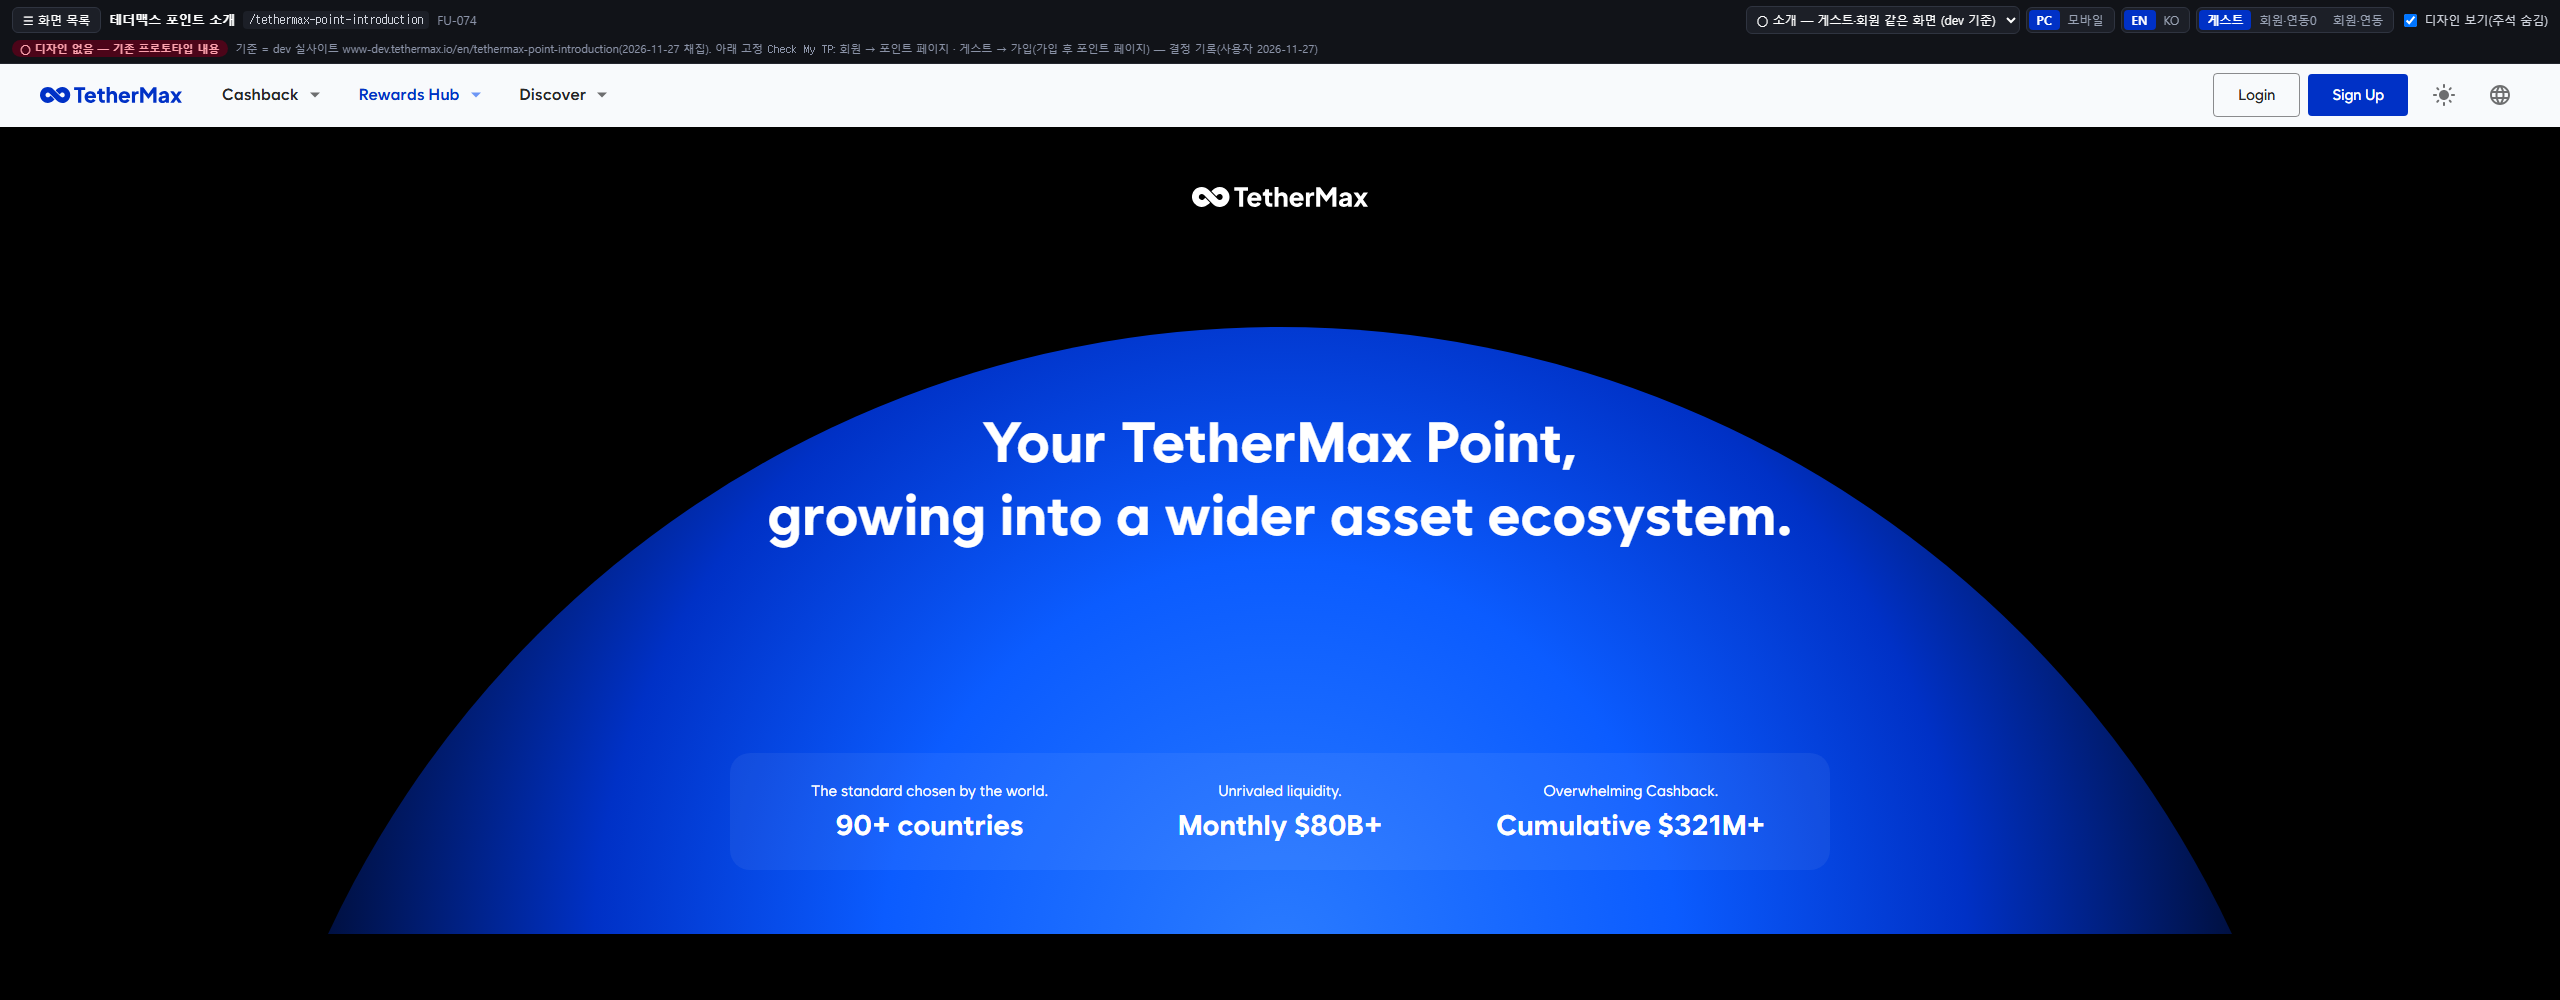 ☰ 화면 목록 테더맥스 포인트 소개 /tethermax-point-introduction FU-074
○ 소개 — 게스트·회원 같은 화면 (dev 기준) PC 모바일 EN KO 게스트 회원·연동0 회원·연동 디자인 보기(주석 숨김)
○ 디자인 없음 — 기존 프로토타입 내용 기준 = dev 실사이트 www-dev.tethermax.io/en/tethermax-point-introduction(2026-11-27 채집). 아래 고정 Check My TP: 회원 → 포인트 페이지 · 게스트 → 가입(가입 후 포인트 페이지) — 결정 기록(사용자 2026-11-27)
TetherMax Cashback Rewards Hub Discover Login Sign Up
TetherMax
Your TetherMax Point,
growing into a wider asset ecosystem.
The standard chosen by the world.
90+ countries
Unrivaled liquidity.
Monthly $80B+
Overwhelming Cashback.
Cumulative $321M+